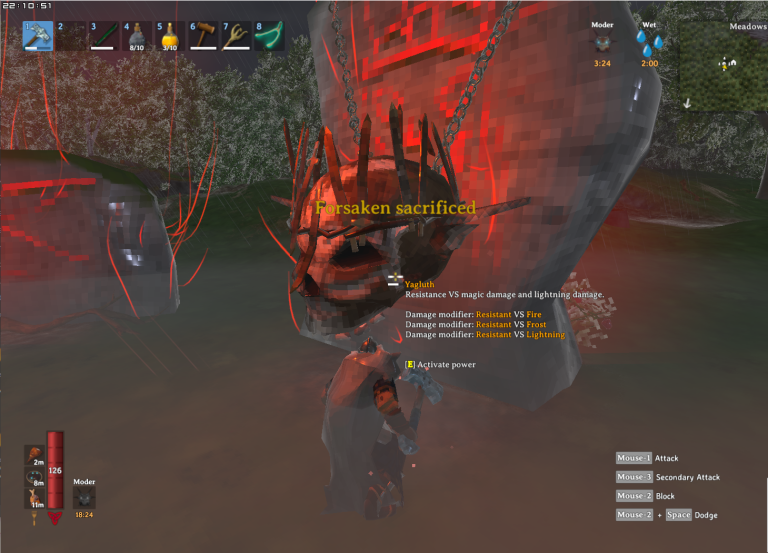 22:10:51
1
2
3
4
8/10
5
3/10
6
7
8
Moder
3:24
Wet
2:00
Meadows
Forsaken sacrificed
Yagluth
Resistance VS magic damage and lightning damage.
Damage modifier: Resistant VS Fire
Damage modifier: Resistant VS Frost
Damage modifier: Resistant VS Lightning
[E] Activate power
2m
8m
11m
126
Moder
18:24
Mouse-1 Attack
Mouse-3 Secondary Attack
Mouse-2 Block
Mouse-2 + Space Dodge